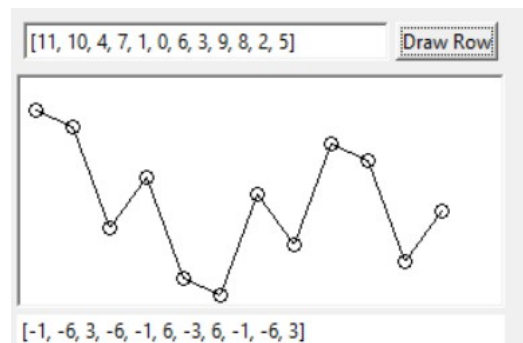 [11, 10, 4, 7, 1, 0, 6, 3, 9, 8, 2, 5] Draw Row
[-1, -6, 3, -6, -1, 6, -3, 6, -1, -6, 3]